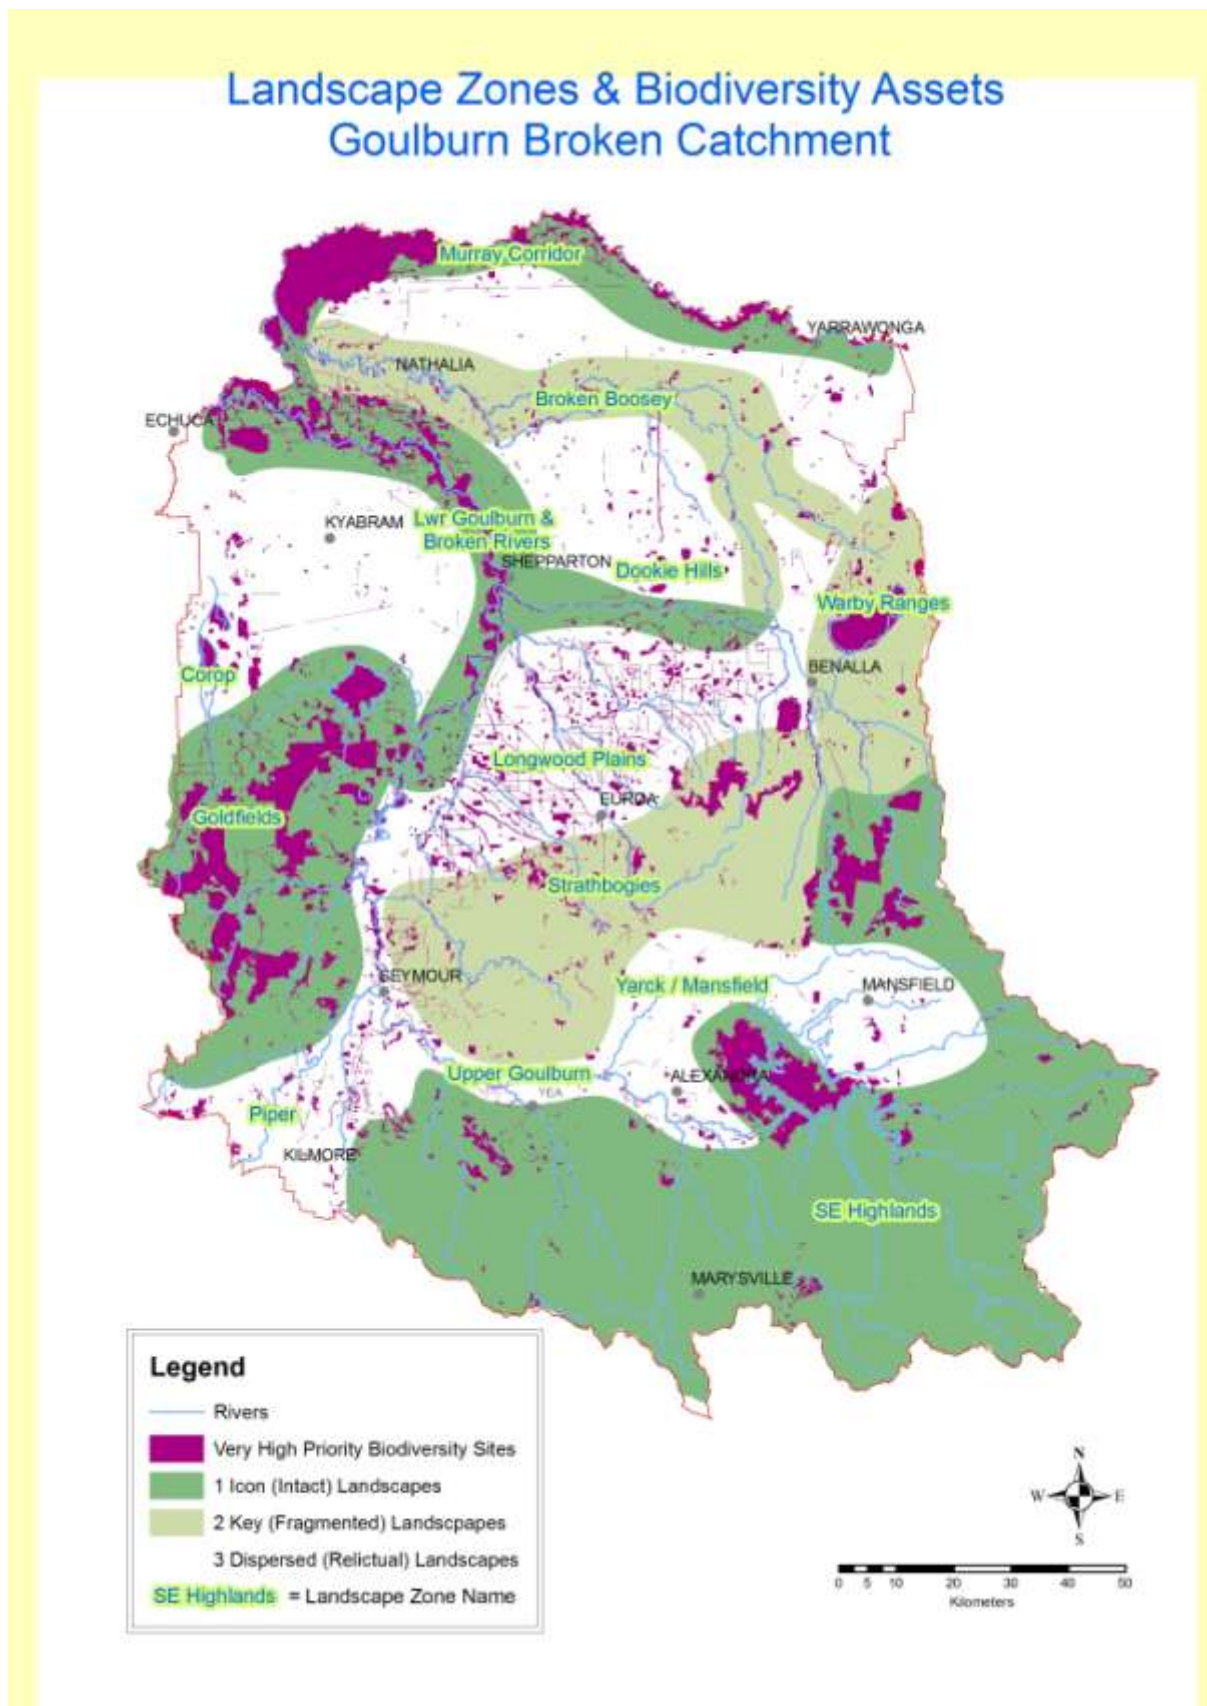 Landscape Zones & Biodiversity Assets
Goulburn Broken Catchment
Murray Corridor
YARRAWONGA
NATHALIA
Broken Boosey
ECHUCA
KYABRAM
Lwr Goulburn &
Broken Rivers
SHEPPARTON
Dookie Hills
Warby Ranges
Corop
BENALLA
Longwood Plains
EUROA
Goldfields
Strathbogies
SEYMOUR
Yarck / Mansfield
MANSFIELD
Upper Goulburn
ALEXANDRA
YEA
Piper
KILMORE
SE Highlands
MARYSVILLE
Legend
Rivers
Very High Priority Biodiversity Sites
1 Icon (Intact) Landscapes
2 Key (Fragmented) Landscpapes
3 Dispersed (Relictual) Landscapes
SE Highlands = Landscape Zone Name
N
W E
S
0 5 10 20 30 40 50
Kilometers